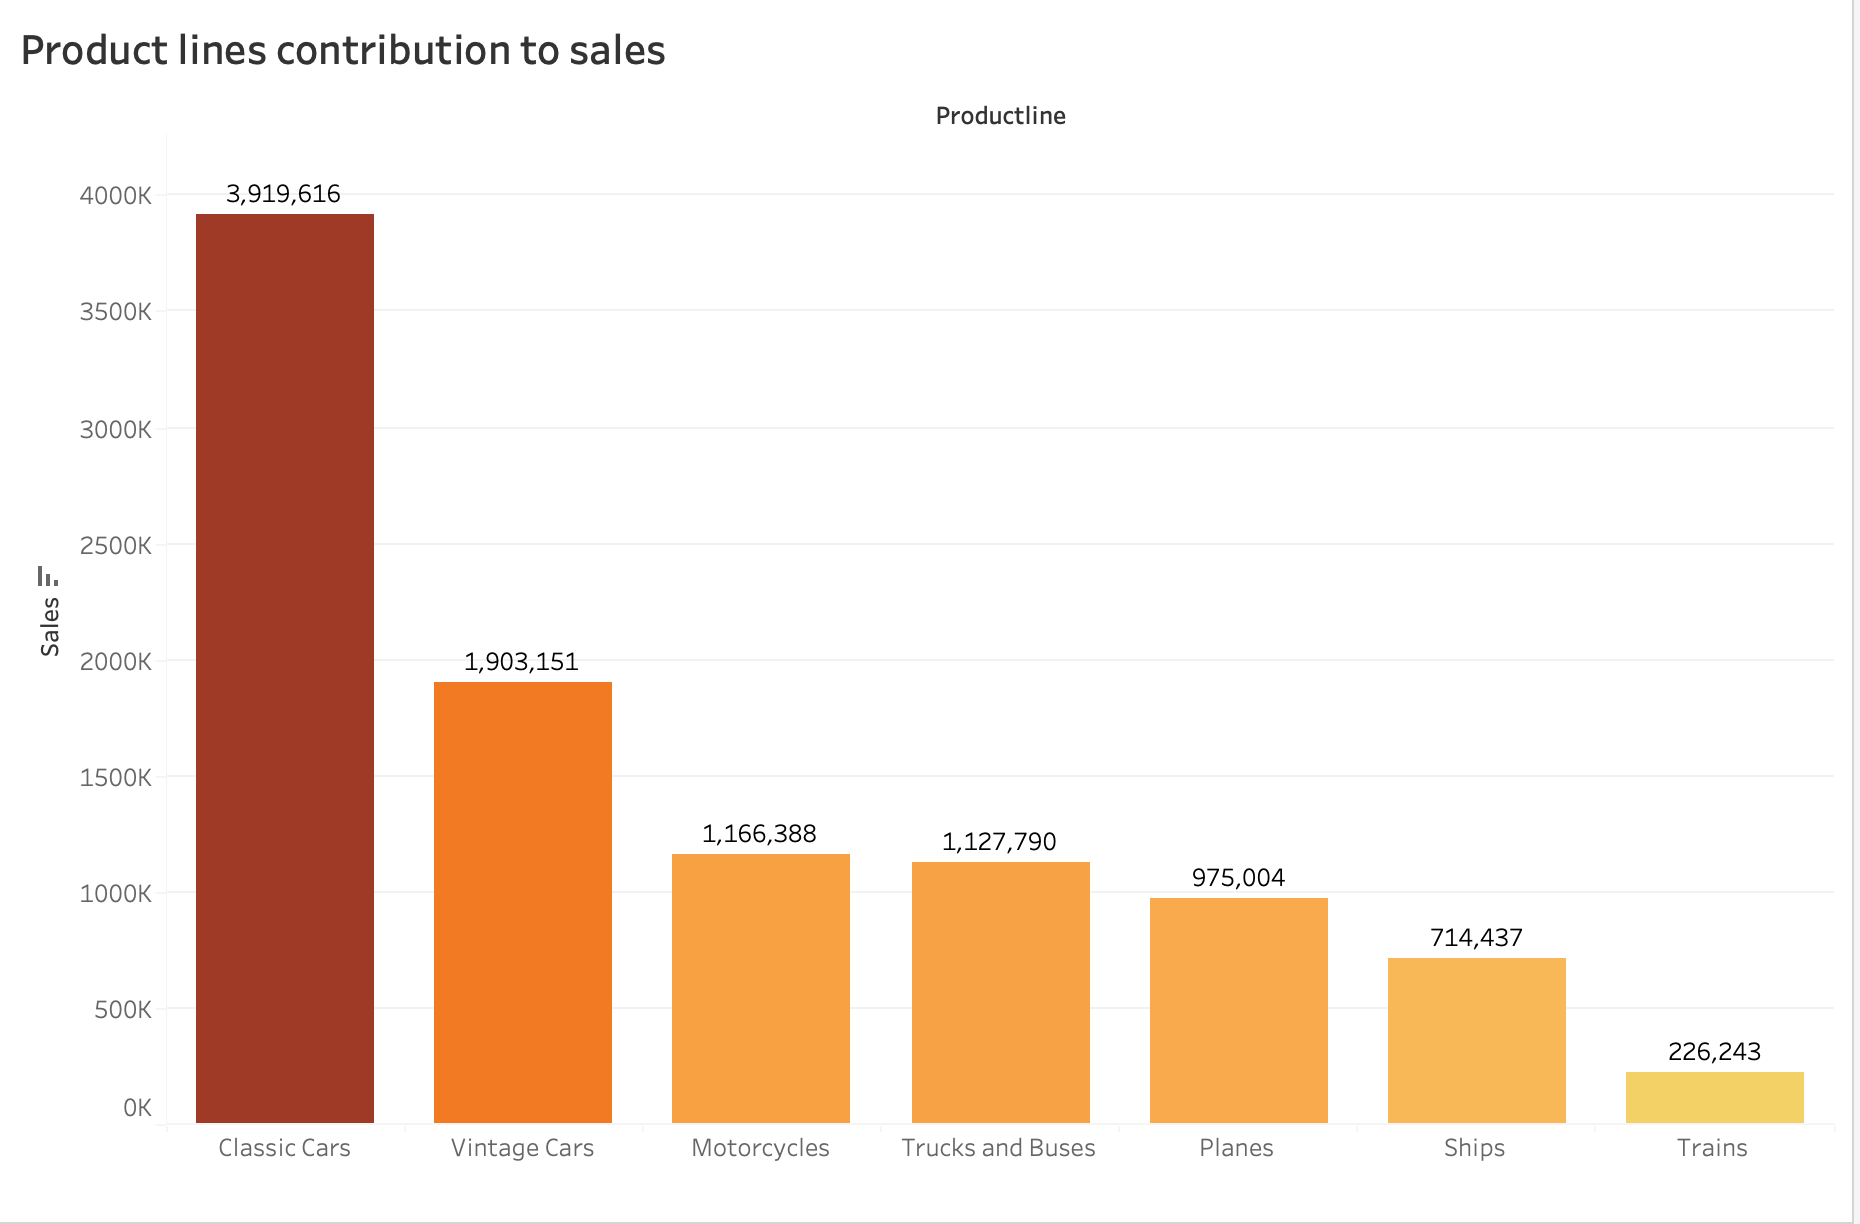 Product lines contribution to sales
Productline
4000K
3500K
3000K
2500K
2000K
1500K
1000K
500K
0K
Sales
3,919,616
1,903,151
1,166,388
1,127,790
975,004
714,437
226,243
Classic Cars
Vintage Cars
Motorcycles
Trucks and Buses
Planes
Ships
Trains